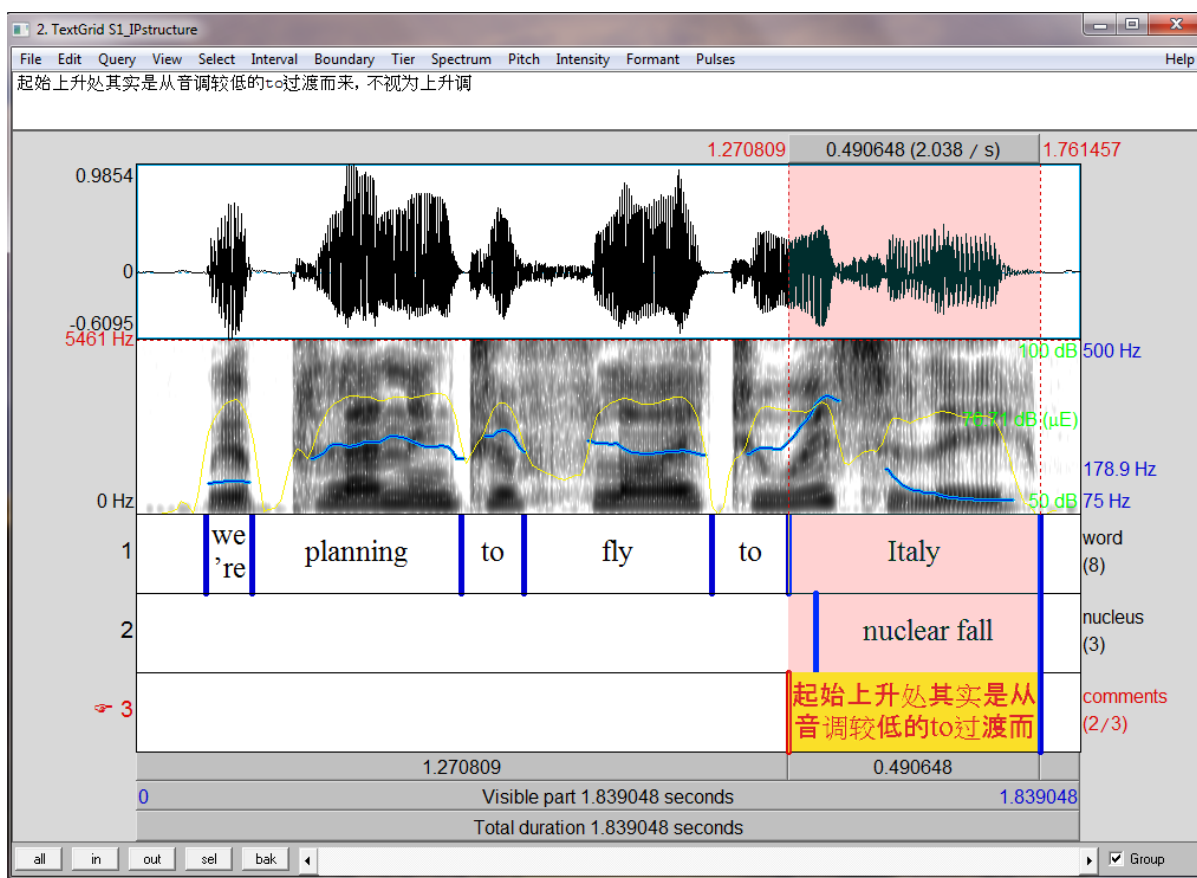 2. TextGrid S1_IPstructure
File Edit Query View Select Interval Boundary Tier Spectrum Pitch Intensity Formant Pulses Help
起始上升处其实是从音调较低的to过渡而来,不视为上升调
1.270809 0.490648 (2.038 / s) 1.761457
0.9854
0
-0.6095
5461 Hz
100 dB 500 Hz
76.71 dB (µE)
178.9 Hz
0 Hz
50 dB 75 Hz
1 we
're planning to fly to Italy word
(8)
2 nuclear fall nucleus
(3)
☞ 3 起始上升处其实是从
音调较低的to过渡而 comments
(2/3)
1.270809 0.490648
0 Visible part 1.839048 seconds 1.839048
Total duration 1.839048 seconds
all in out sel bak Group